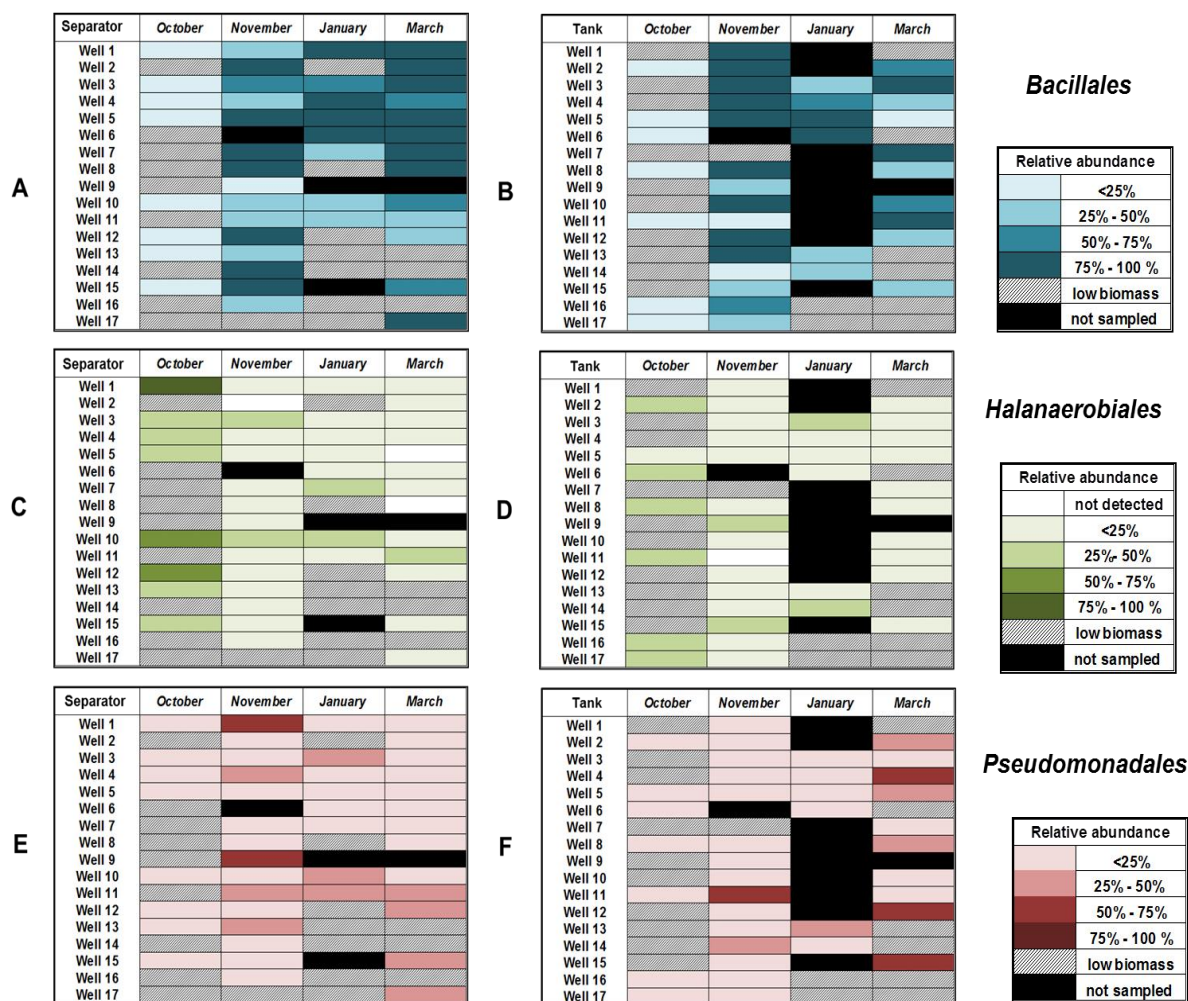 Separator October November January March
Well 1
Well 2
Well 3
Well 4
Well 5
Well 6
Well 7
Well 8
Well 9
Well 10
Well 11
Well 12
Well 13
Well 14
Well 15
Well 16
Well 17
A
Tank October November January March
Well 1
Well 2
Well 3
Well 4
Well 5
Well 6
Well 7
Well 8
Well 9
Well 10
Well 11
Well 12
Well 13
Well 14
Well 15
Well 16
Well 17
B
Bacillales
Relative abundance
<25%
25% - 50%
50% - 75%
75% - 100 %
low biomass
not sampled
Separator October November January March
Well 1
Well 2
Well 3
Well 4
Well 5
Well 6
Well 7
Well 8
Well 9
Well 10
Well 11
Well 12
Well 13
Well 14
Well 15
Well 16
Well 17
C
Tank October November January March
Well 1
Well 2
Well 3
Well 4
Well 5
Well 6
Well 7
Well 8
Well 9
Well 10
Well 11
Well 12
Well 13
Well 14
Well 15
Well 16
Well 17
D
Halanaerobiales
Relative abundance
not detected
<25%
25%- 50%
50% - 75%
75% - 100 %
low biomass
not sampled
Separator October November January March
Well 1
Well 2
Well 3
Well 4
Well 5
Well 6
Well 7
Well 8
Well 9
Well 10
Well 11
Well 12
Well 13
Well 14
Well 15
Well 16
Well 17
E
Tank October November January March
Well 1
Well 2
Well 3
Well 4
Well 5
Well 6
Well 7
Well 8
Well 9
Well 10
Well 11
Well 12
Well 13
Well 14
Well 15
Well 16
Well 17
F
Pseudomonadales
Relative abundance
<25%
25% - 50%
50% - 75%
75% - 100 %
low biomass
not sampled